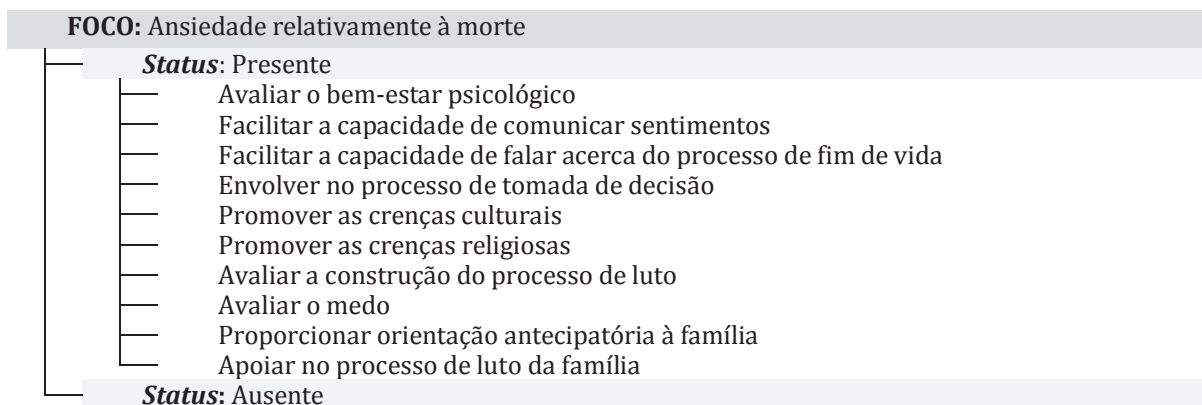 FOCO: Ansiedade relativamente à morte
Status: Presente
Avaliar o bem-estar psicológico
Facilitar a capacidade de comunicar sentimentos
Facilitar a capacidade de falar acerca do processo de fim de vida
Envolver no processo de tomada de decisão
Promover as crenças culturais
Promover as crenças religiosas
Avaliar a construção do processo de luto
Avaliar o medo
Proporcionar orientação antecipatória à família
Apoiar no processo de luto da família
Status: Ausente